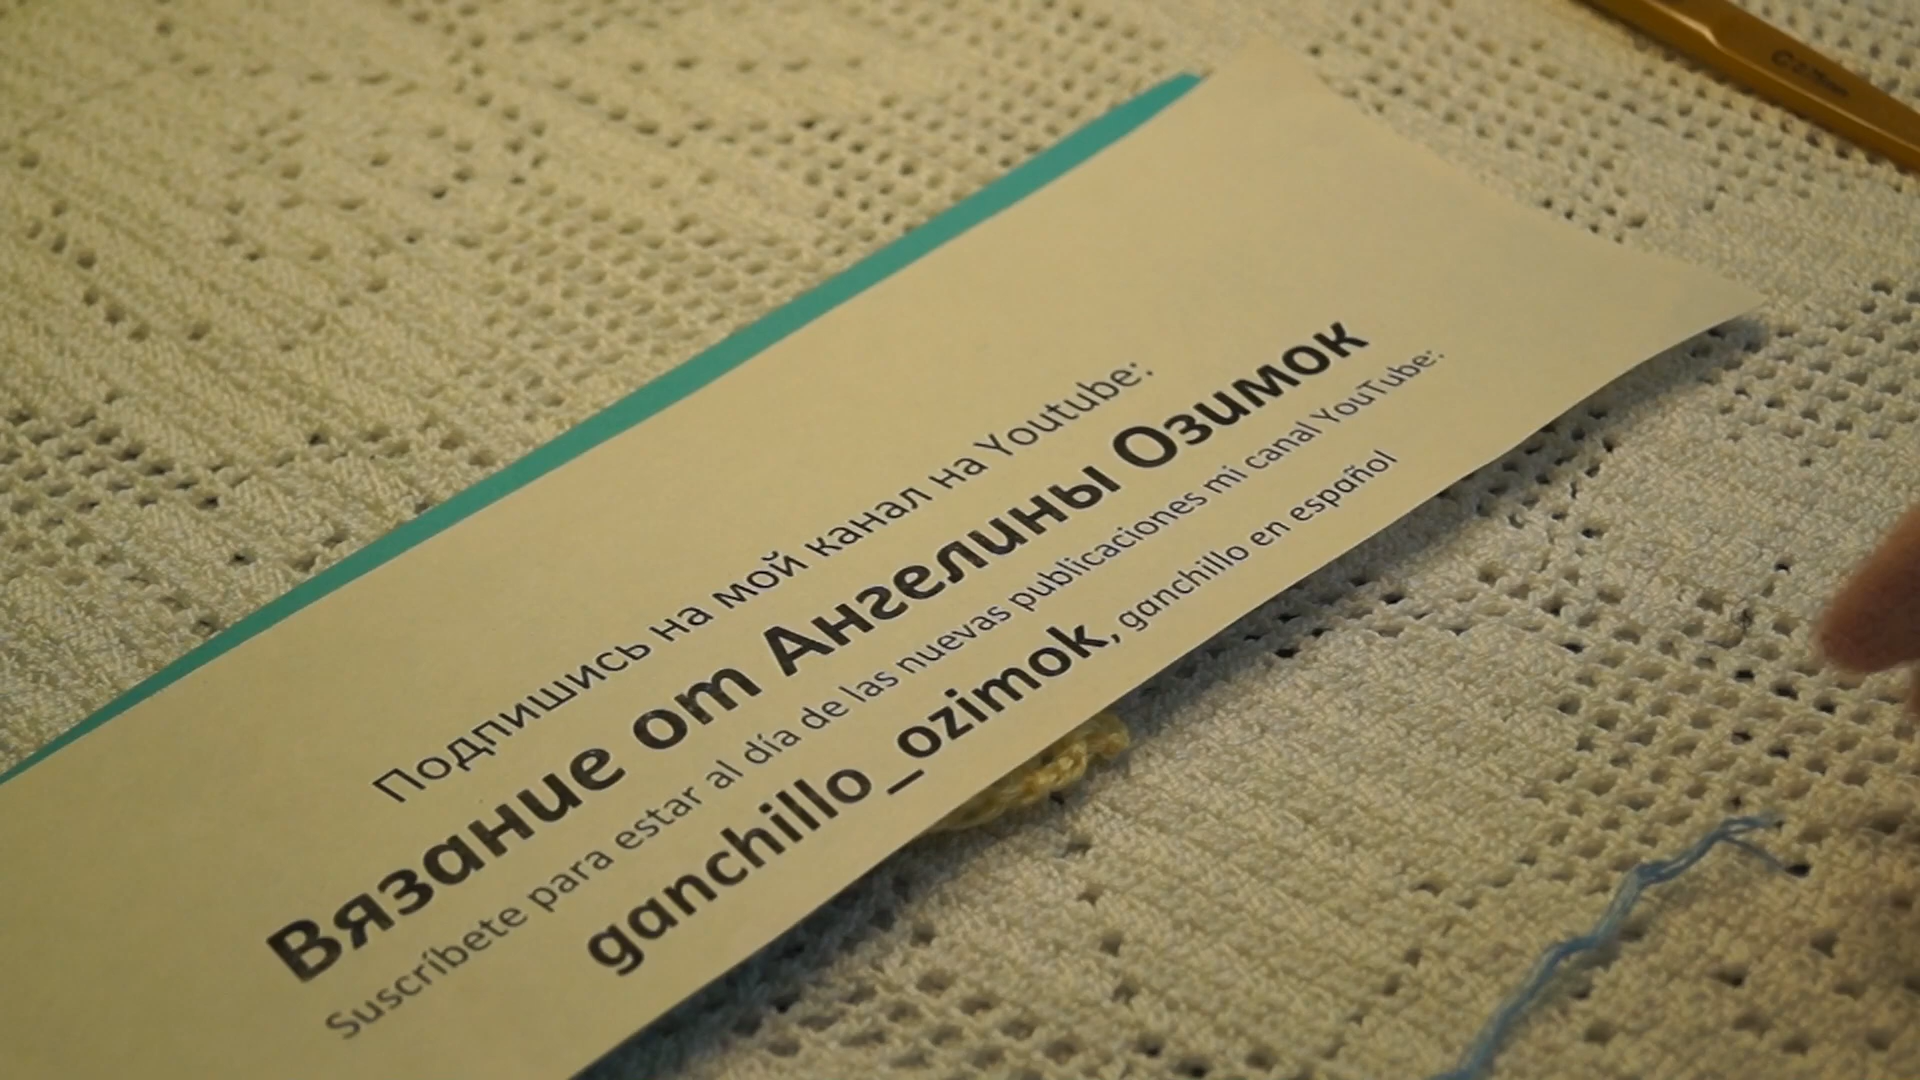 Подпишись на мой канал на Youtube:
Вязание от Ангелины Озимок
Suscríbete para estar al día de las nuevas publicaciones mi canal YouTube:
ganchillo_ozimok, ganchillo en español